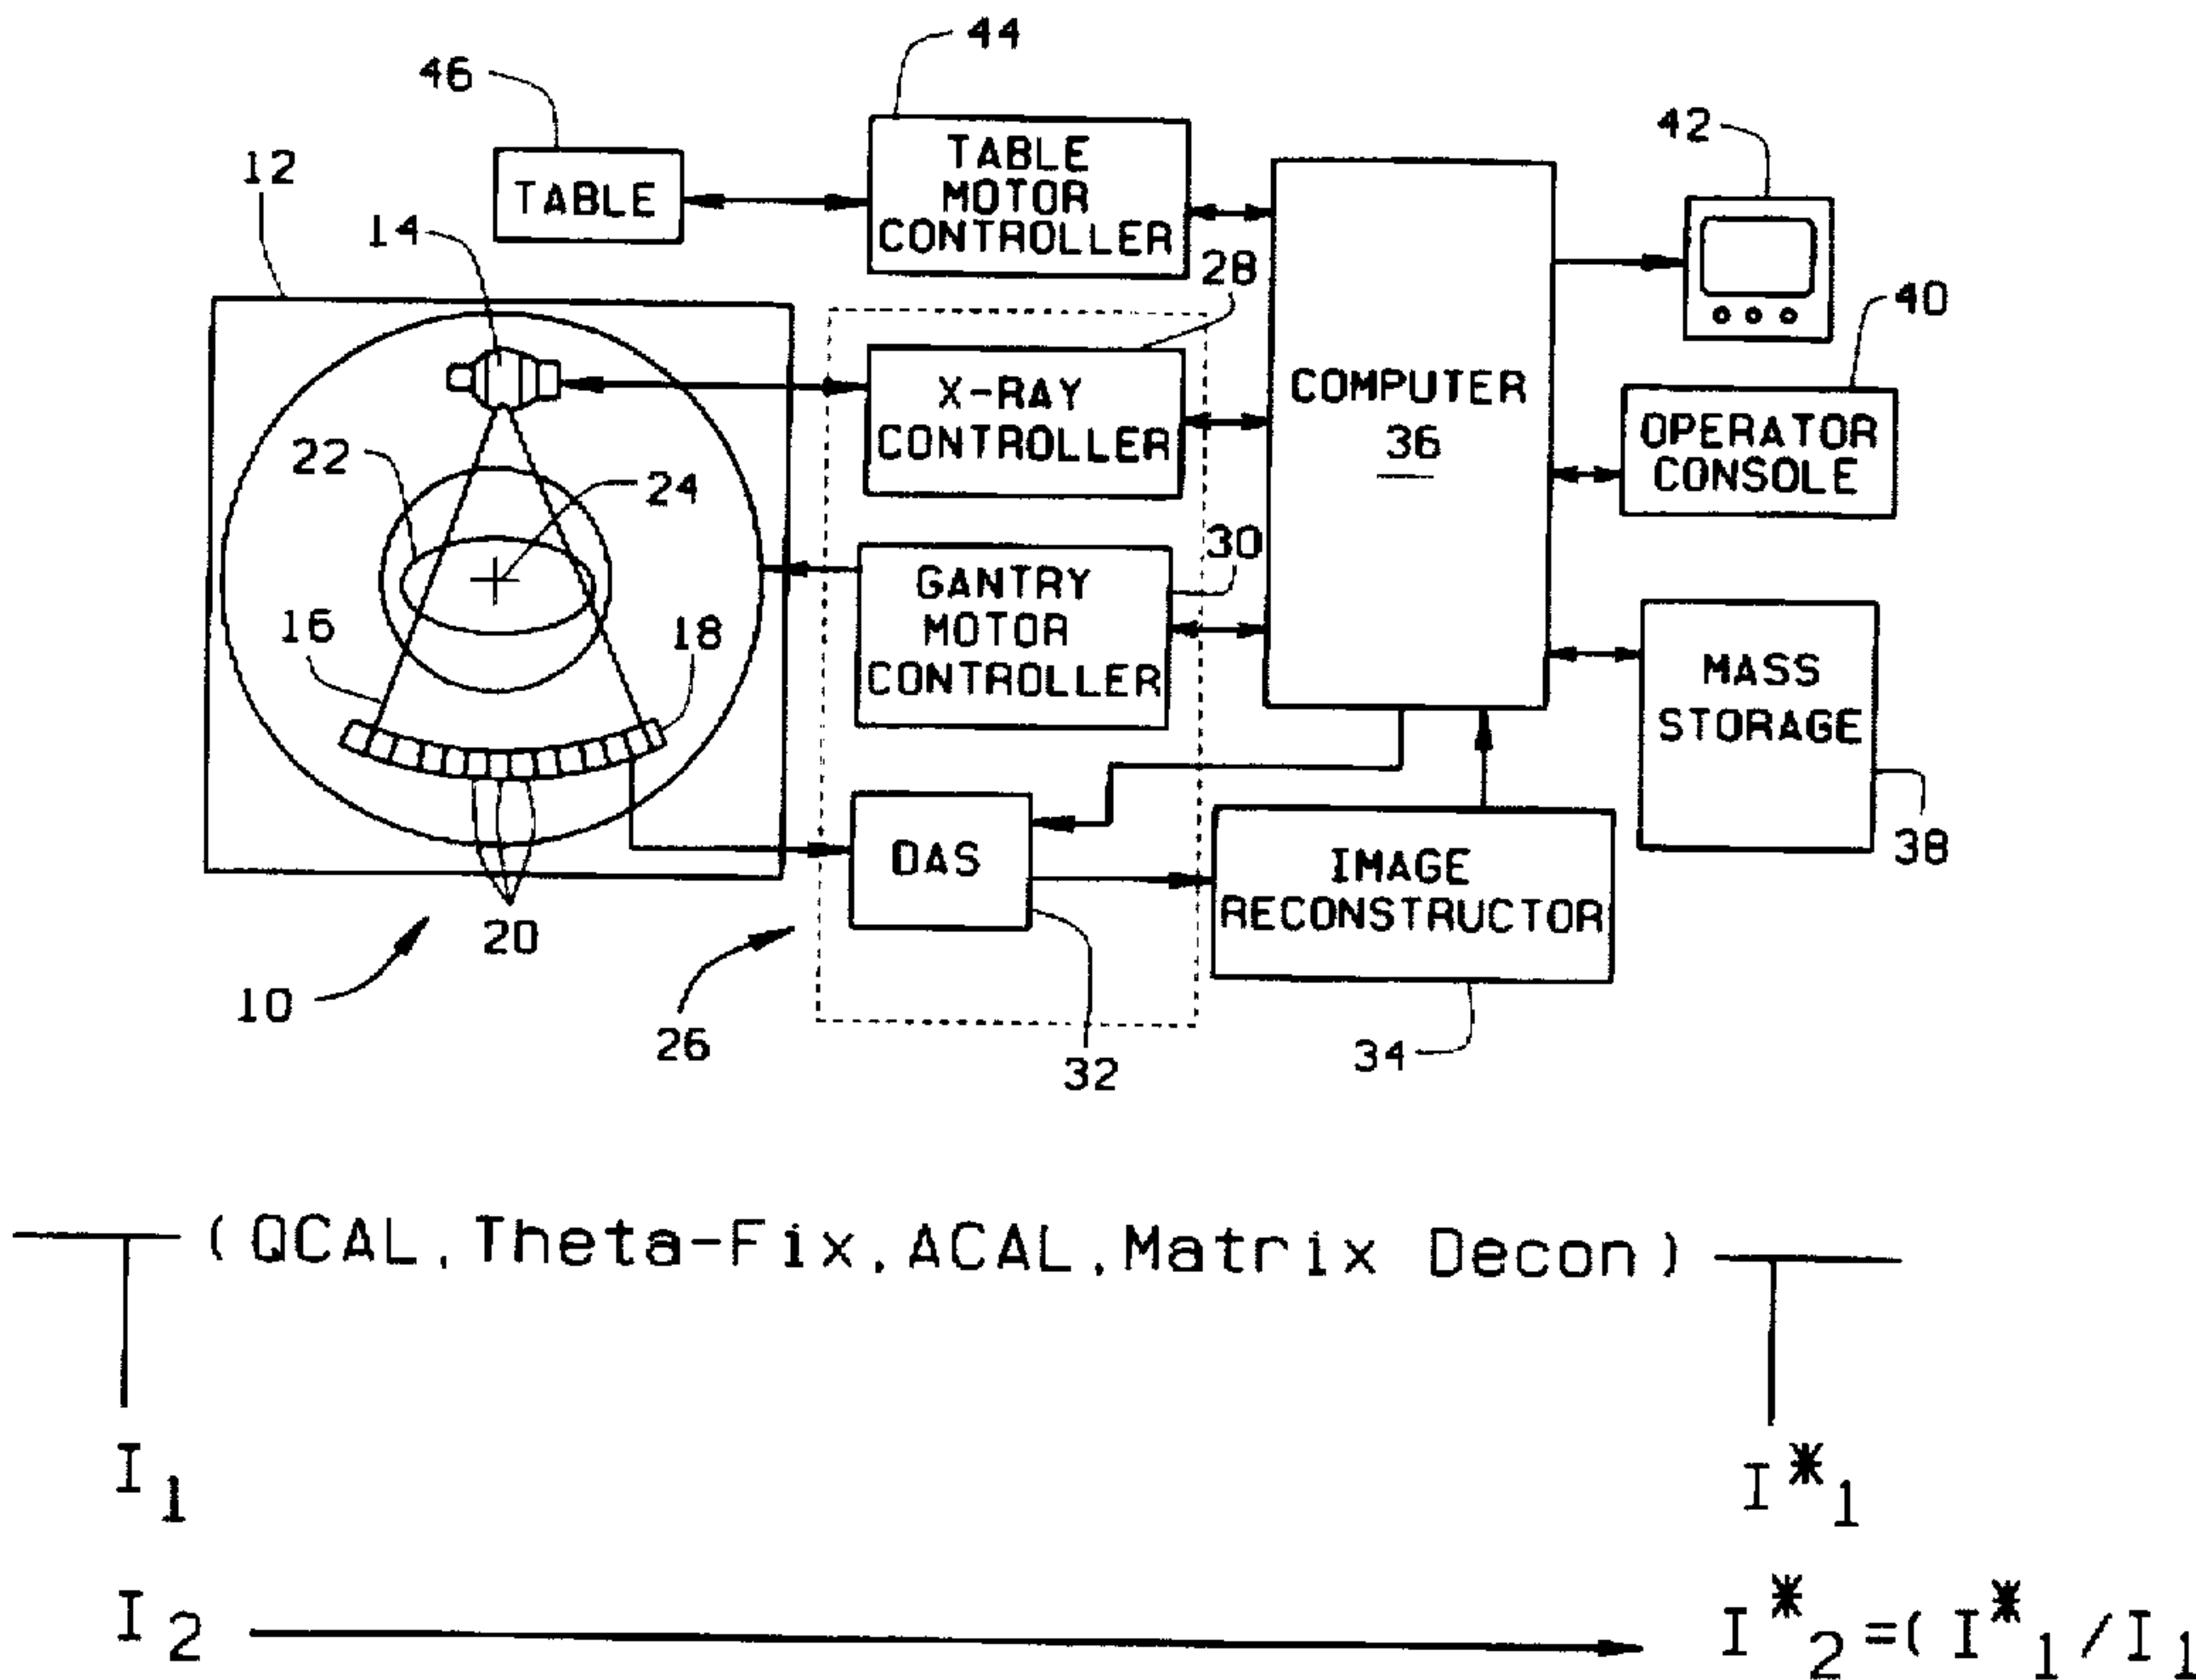 44
46
42
12
TABLE
TABLE
MOTOR
CONTROLLER
14
28
40
X-RAY
CONTROLLER
COMPUTER
36
OPERATOR
CONSOLE
22
24
30
GANTRY
MOTOR
CONTROLLER
16
18
MASS
STORAGE
DAS
IMAGE
RECONSTRUCTOR
38
20
10
26
32
34
(QCAL,Theta-Fix,ACAL,Matrix Decon)
I1
I*1
I2
I*2=(I*1/I1